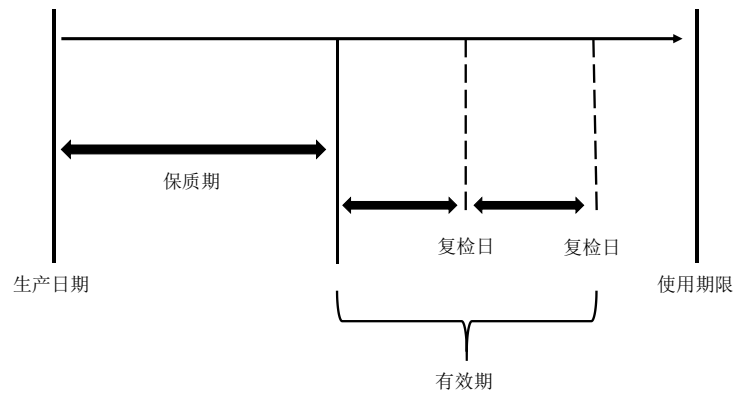 保质期
复检日
复检日
生产日期
使用期限
有效期